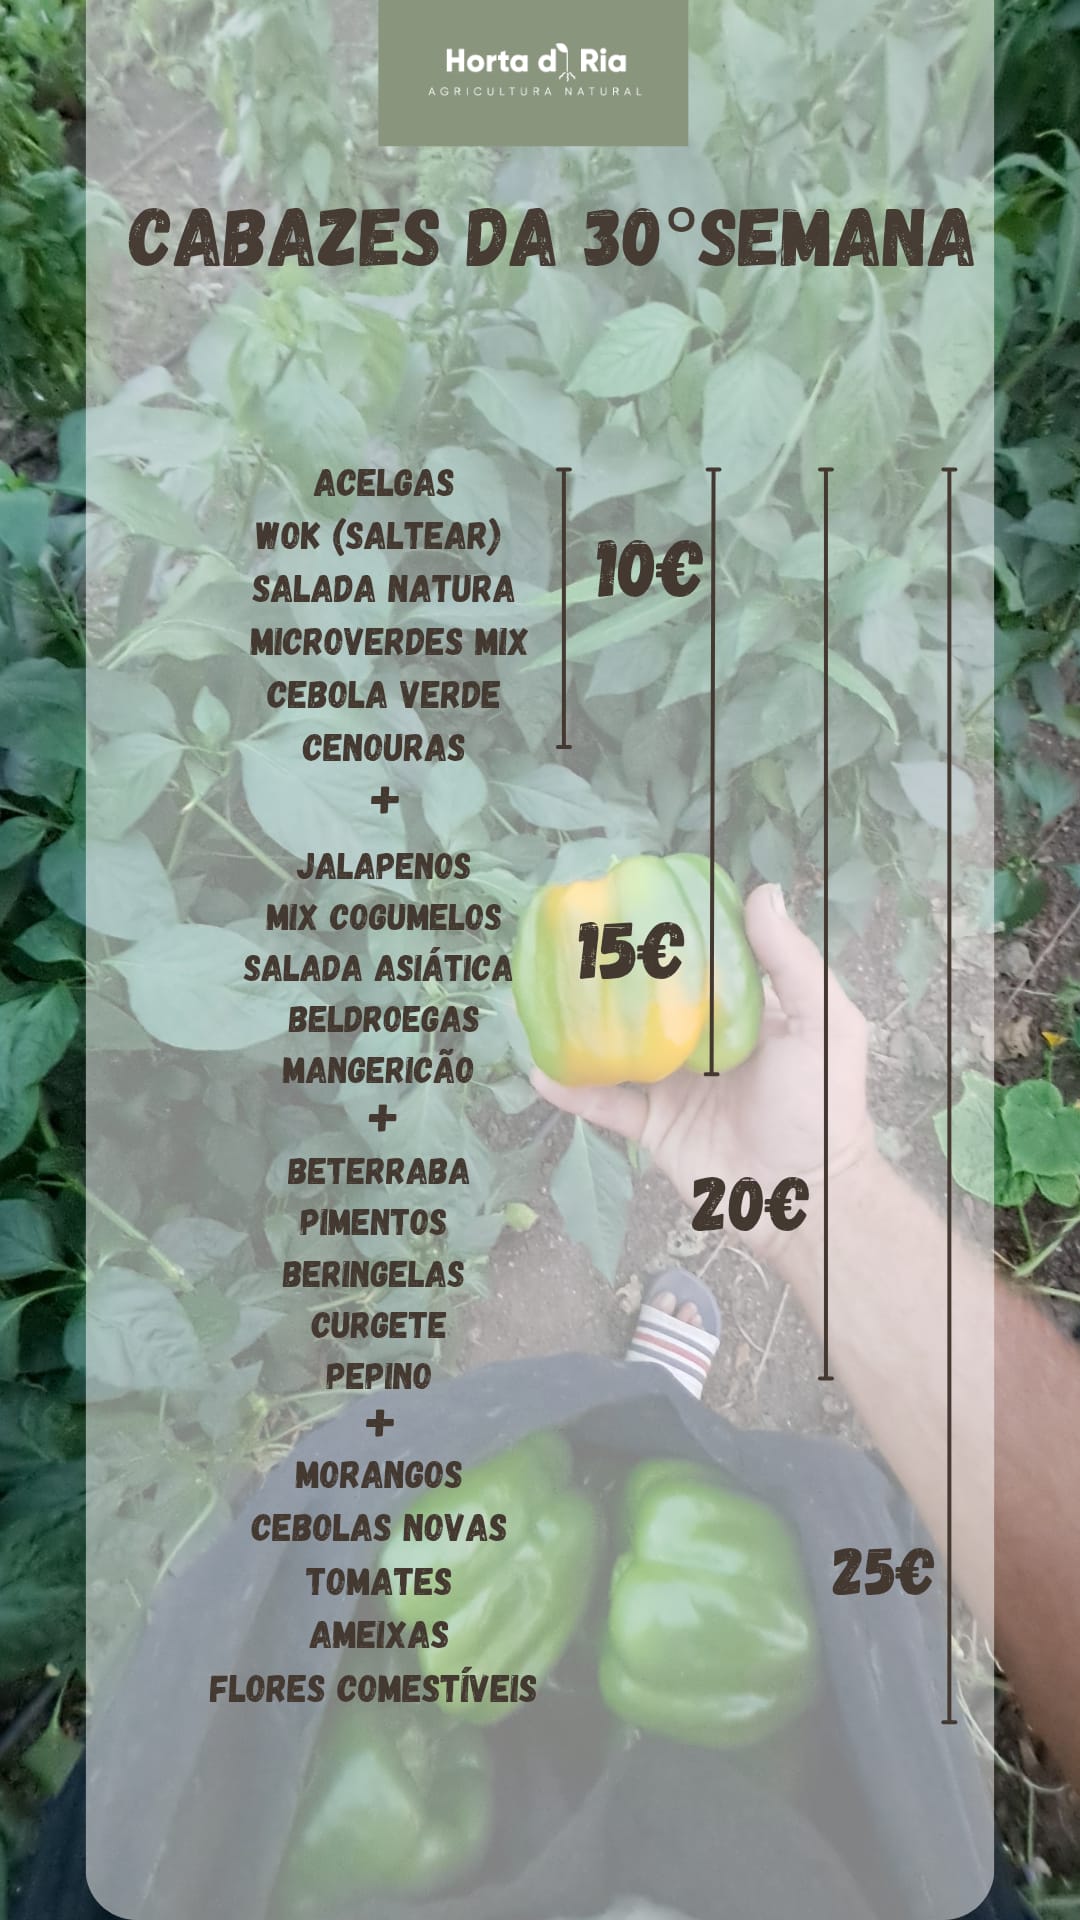 Horta d Ria
AGRICULTURA NATURAL
CABAZES DA 30°SEMANA
ACELGAS
WOK (SALTEAR)
10€
SALADA NATURA
MICROVERDES MIX
CEBOLA VERDE
CENOURAS
+
JALAPENOS
MIX COGUMELOS
15€
SALADA ASIÁTICA
BELDROEGAS
MANGERICÃO
+
BETERRABA
20€
PIMENTOS
BERINGELAS
CURGETE
PEPINO
+
MORANGOS
CEBOLAS NOVAS
25€
TOMATES
AMEIXAS
FLORES COMESTÍVEIS